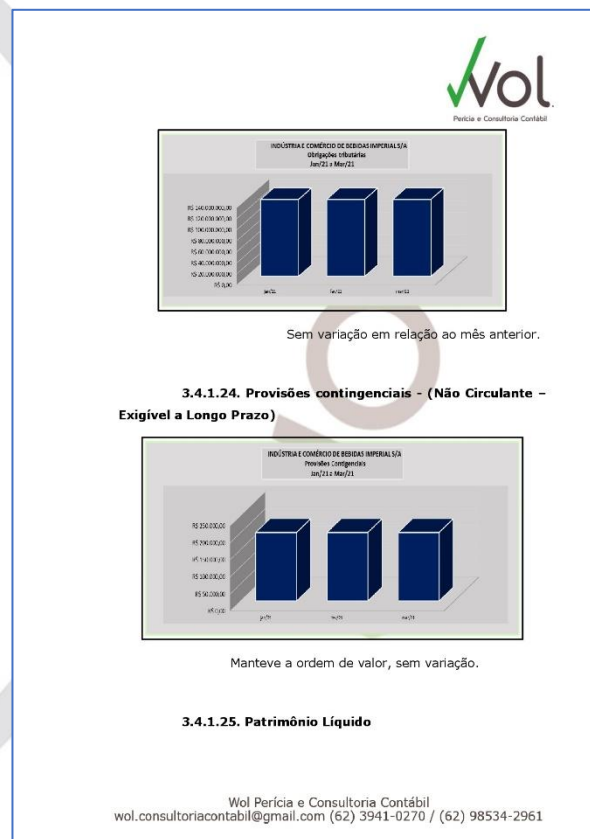 Wol
Perícia e Consultoria Contábil
INDÚSTRIA E COMÉRCIO DE BEBIDAS IMPERIAL S/A
Obrigações Tributárias
Jan/21 a Mar/21
R$ 140.000.000,00
R$ 120.000.000,00
R$ 100.000.000,00
R$ 80.000.000,00
R$ 60.000.000,00
R$ 40.000.000,00
R$ 20.000.000,00
R$ 0,00
Sem variação em relação ao mês anterior.
3.4.1.24. Provisões contingenciais - (Não Circulante –
Exigível a Longo Prazo)
INDÚSTRIA E COMÉRCIO DE BEBIDAS IMPERIAL S/A
Provisões Contigenciais
Jan/21 a Mar/21
R$ 250.000,00
R$ 200.000,00
R$ 150.000,00
R$ 100.000,00
R$ 50.000,00
R$ 0,00
Manteve a ordem de valor, sem variação.
3.4.1.25. Patrimônio Líquido
Wol Perícia e Consultoria Contábil
wol.consultoriacontabil@gmail.com (62) 3941-0270 / (62) 98534-2961